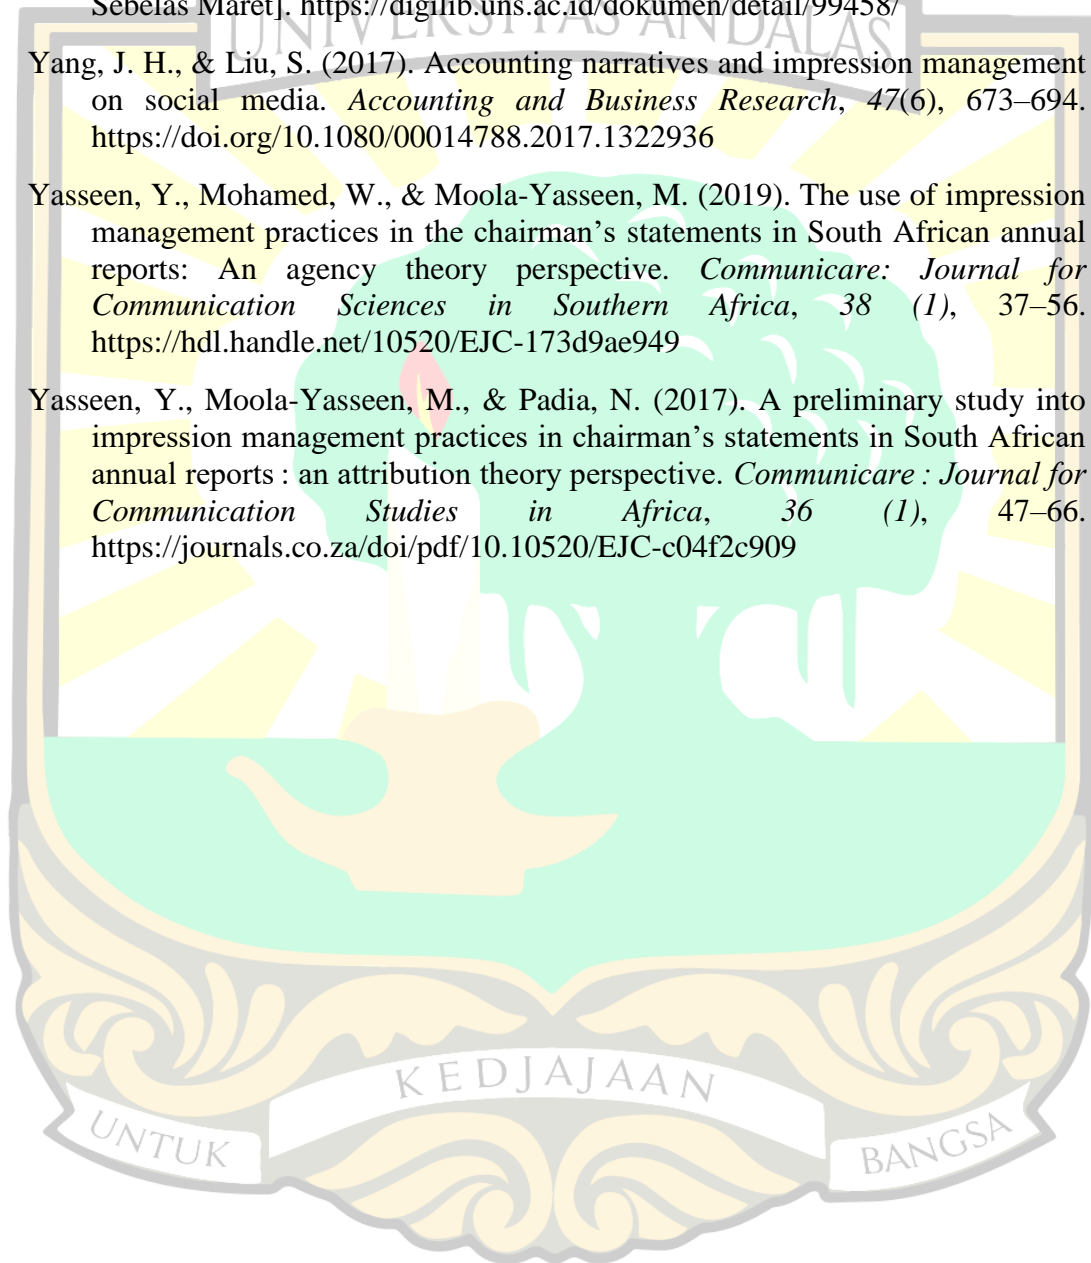 Sebelas Maret]. https://digilib.uns.ac.id/dokumen/detail/99458/
UNIVERSITAS ANDALAS
Yang, J. H., & Liu, S. (2017). Accounting narratives and impression management
on social media. Accounting and Business Research, 47(6), 673–694.
https://doi.org/10.1080/00014788.2017.1322936
Yasseen, Y., Mohamed, W., & Moola-Yasseen, M. (2019). The use of impression
management practices in the chairman’s statements in South African annual
reports: An agency theory perspective. Communicare: Journal for
Communication Sciences in Southern Africa, 38 (1), 37–56.
https://hdl.handle.net/10520/EJC-173d9ae949
Yasseen, Y., Moola-Yasseen, M., & Padia, N. (2017). A preliminary study into
impression management practices in chairman’s statements in South African
annual reports : an attribution theory perspective. Communicare : Journal for
Communication Studies in Africa, 36 (1), 47–66.
https://journals.co.za/doi/pdf/10.10520/EJC-c04f2c909
KEDJAJAAN
UNTUK
BANGSA